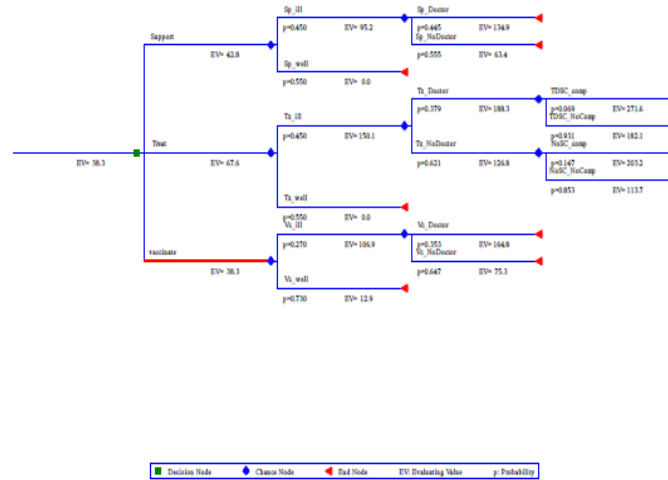 Sp_ill Sp_Doctor
p=0.450 EV= 95.2 p=0.445 EV= 134.9
Support Sp_NoDoctor
EV= 42.8 p=0.555 EV= 63.4
Sp_well
p=0.550 EV= 0.0
Tx_Doctor TDSC_comp
p=0.379 EV= 188.3 p=0.069 EV= 271.6
Tx_ill TDSC_NoComp
p=0.450 EV= 150.1 p=0.931 EV= 182.1
Treat Tx_NoDoctor NoSC_comp
EV= 38.3 EV= 67.6 p=0.621 EV= 126.8 p=0.147 EV= 203.2
NoSC_NoComp
p=0.853 EV= 113.7
Tx_well
p=0.550 EV= 0.0
Vc_ill Vc_Doctor
p=0.270 EV= 106.9 p=0.353 EV= 164.8
vaccinate Vc_NoDoctor
EV= 38.3 p=0.647 EV= 75.3
Vc_well
p=0.730 EV= 12.9
Decision Node Chance Node End Node EV: Evaluating Value p: Probability